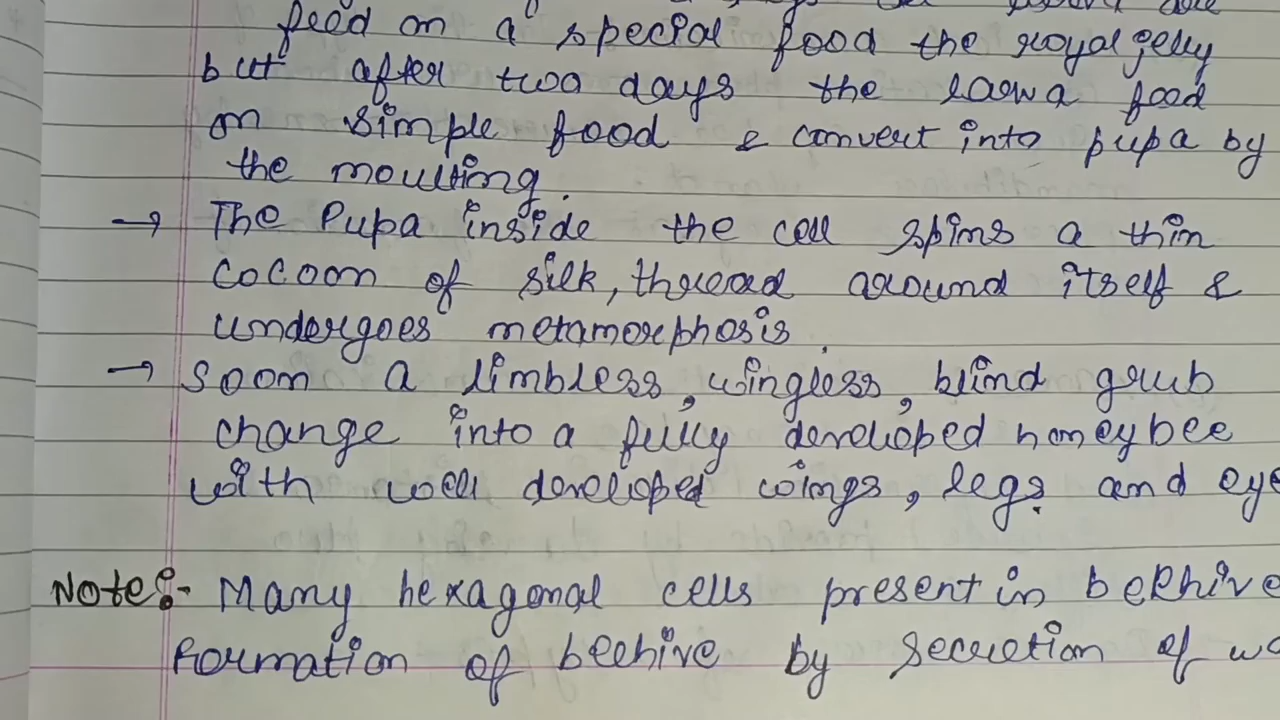 feed on a special food the royal jelly
but after two days the larwa feed
on simple food & convert into pupa by
the moulting.
→ The Pupa inside the cell spins a thin
cocoon of silk, thread around itself &
undergoes metamorphosis.
→ Soon a limbless, wingless, blind grub
change into a fully developed honeybee
with well developed wings, legs and eye
Note:- Many hexagonal cells present in beehive
Formation of beehive by secretion of